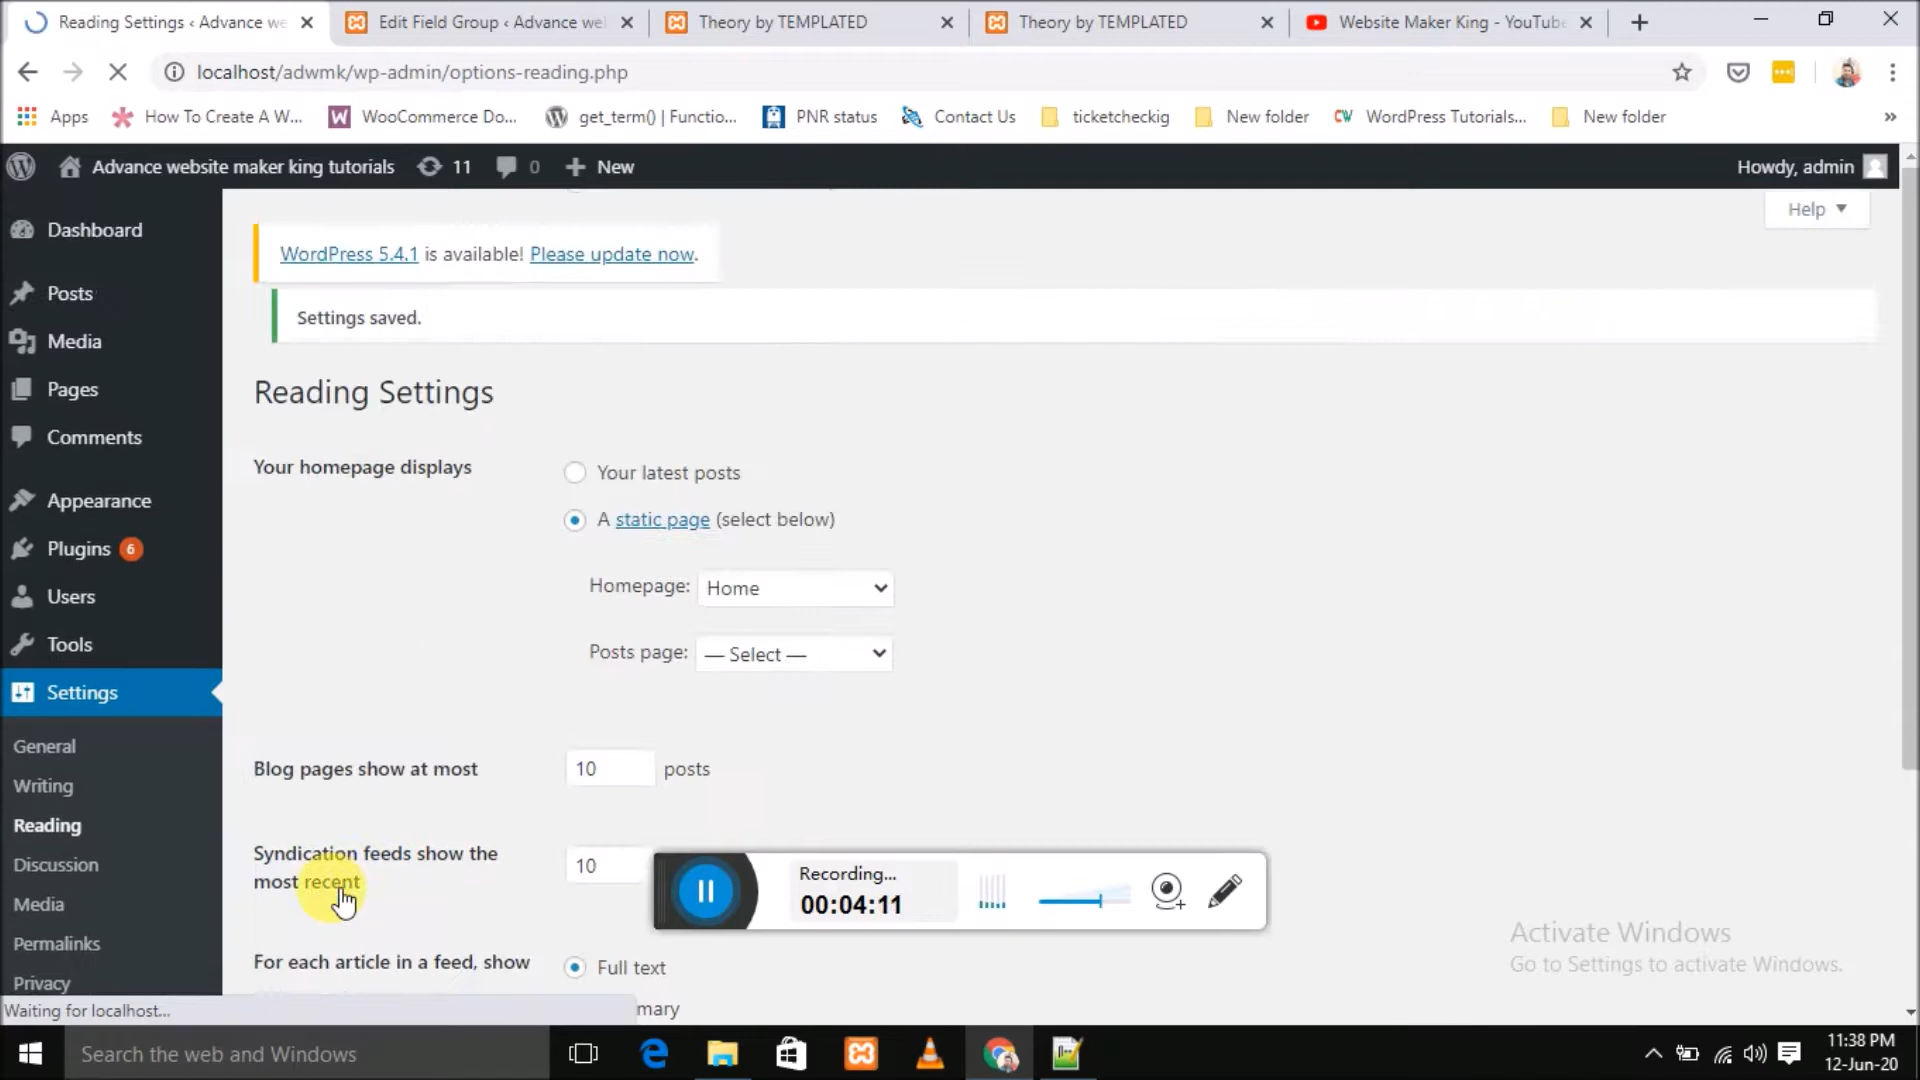 Reading Settings ‹ Advance we
Edit Field Group ‹ Advance we
Theory by TEMPLATED
Theory by TEMPLATED
Website Maker King - YouTube
localhost/adwmk/wp-admin/options-reading.php
Apps
How To Create A W...
WooCommerce Do...
get_term() | Functio...
PNR status
Contact Us
ticketcheckig
New folder
WordPress Tutorials...
New folder
»
Advance website maker king tutorials
11
0
New
Howdy, admin
Help
Dashboard
Posts
Media
Pages
Comments
Appearance
Plugins 6
Users
Tools
Settings
General
Writing
Reading
Discussion
Media
Permalinks
Privacy
WordPress 5.4.1 is available! Please update now.
Settings saved.
Reading Settings
Your homepage displays
Your latest posts
A static page (select below)
Homepage: Home
Posts page: — Select —
Blog pages show at most
10 posts
Syndication feeds show the
most recent
10
For each article in a feed, show
Full text
mary
Recording...
00:04:11
Activate Windows
Go to Settings to activate Windows.
Waiting for localhost...
Search the web and Windows
11:38 PM
12-Jun-20